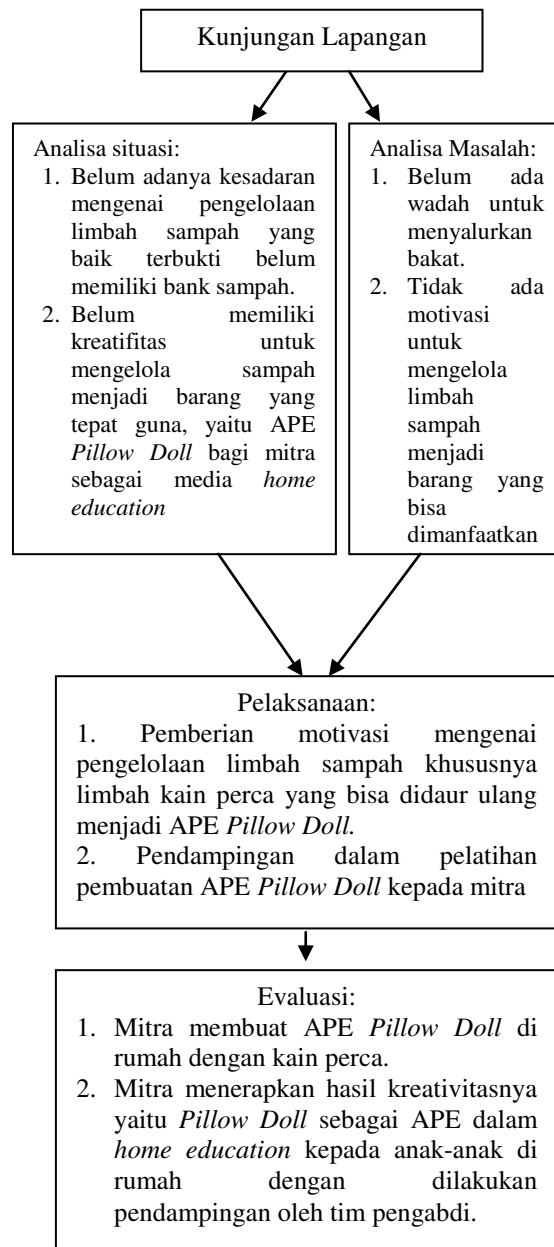 Kunjungan Lapangan
Analisa situasi:
1. Belum adanya kesadaran
mengenai pengelolaan
limbah sampah yang
baik terbukti belum
memiliki bank sampah.
2. Belum memiliki
kreatifitas untuk
mengelola sampah
menjadi barang yang
tepat guna, yaitu APE
Pillow Doll bagi mitra
sebagai media home
education
Analisa Masalah:
1. Belum ada
wadah untuk
menyalurkan
bakat.
2. Tidak ada
motivasi
untuk
mengelola
limbah
sampah
menjadi
barang yang
bisa
dimanfaatkan
Pelaksanaan:
1. Pemberian motivasi mengenai
pengelolaan limbah sampah khususnya
limbah kain perca yang bisa didaur ulang
menjadi APE Pillow Doll.
2. Pendampingan dalam pelatihan
pembuatan APE Pillow Doll kepada mitra
Evaluasi:
1. Mitra membuat APE Pillow Doll di
rumah dengan kain perca.
2. Mitra menerapkan hasil kreativitasnya
yaitu Pillow Doll sebagai APE dalam
home education kepada anak-anak di
rumah dengan dilakukan
pendampingan oleh tim pengabdi.